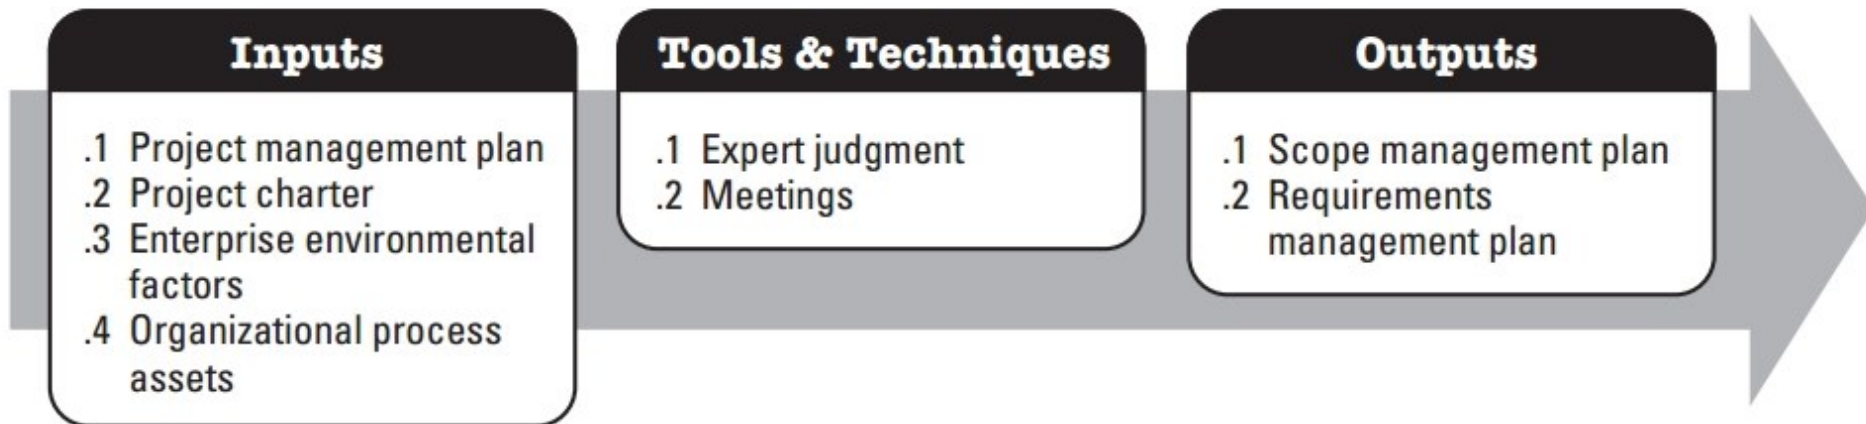 Inputs
.1 Project management plan
.2 Project charter
.3 Enterprise environmental
factors
.4 Organizational process
assets
Tools & Techniques
.1 Expert judgment
.2 Meetings
Outputs
.1 Scope management plan
.2 Requirements
management plan